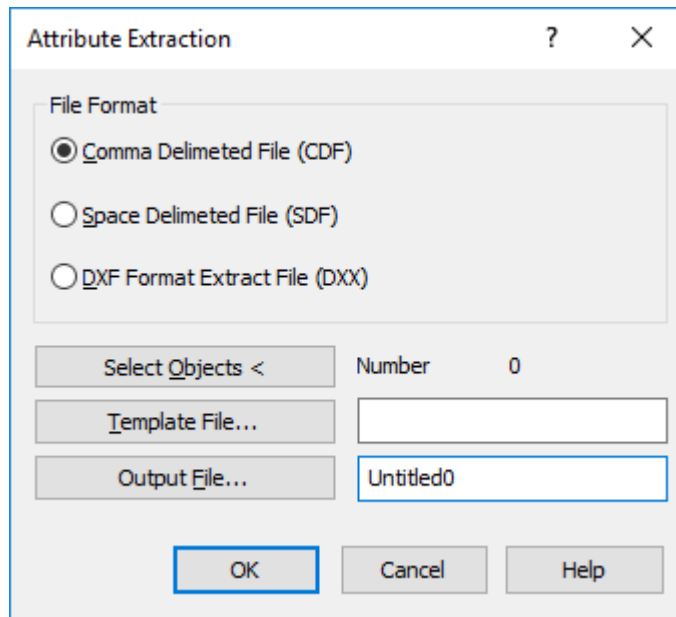 Attribute Extraction ?
File Format
Comma Delimeted File (CDF)
Space Delimeted File (SDF)
DXF Format Extract File (DXX)
Select Objects < Number 0
Template File...
Output File... Untitled0
OK Cancel Help